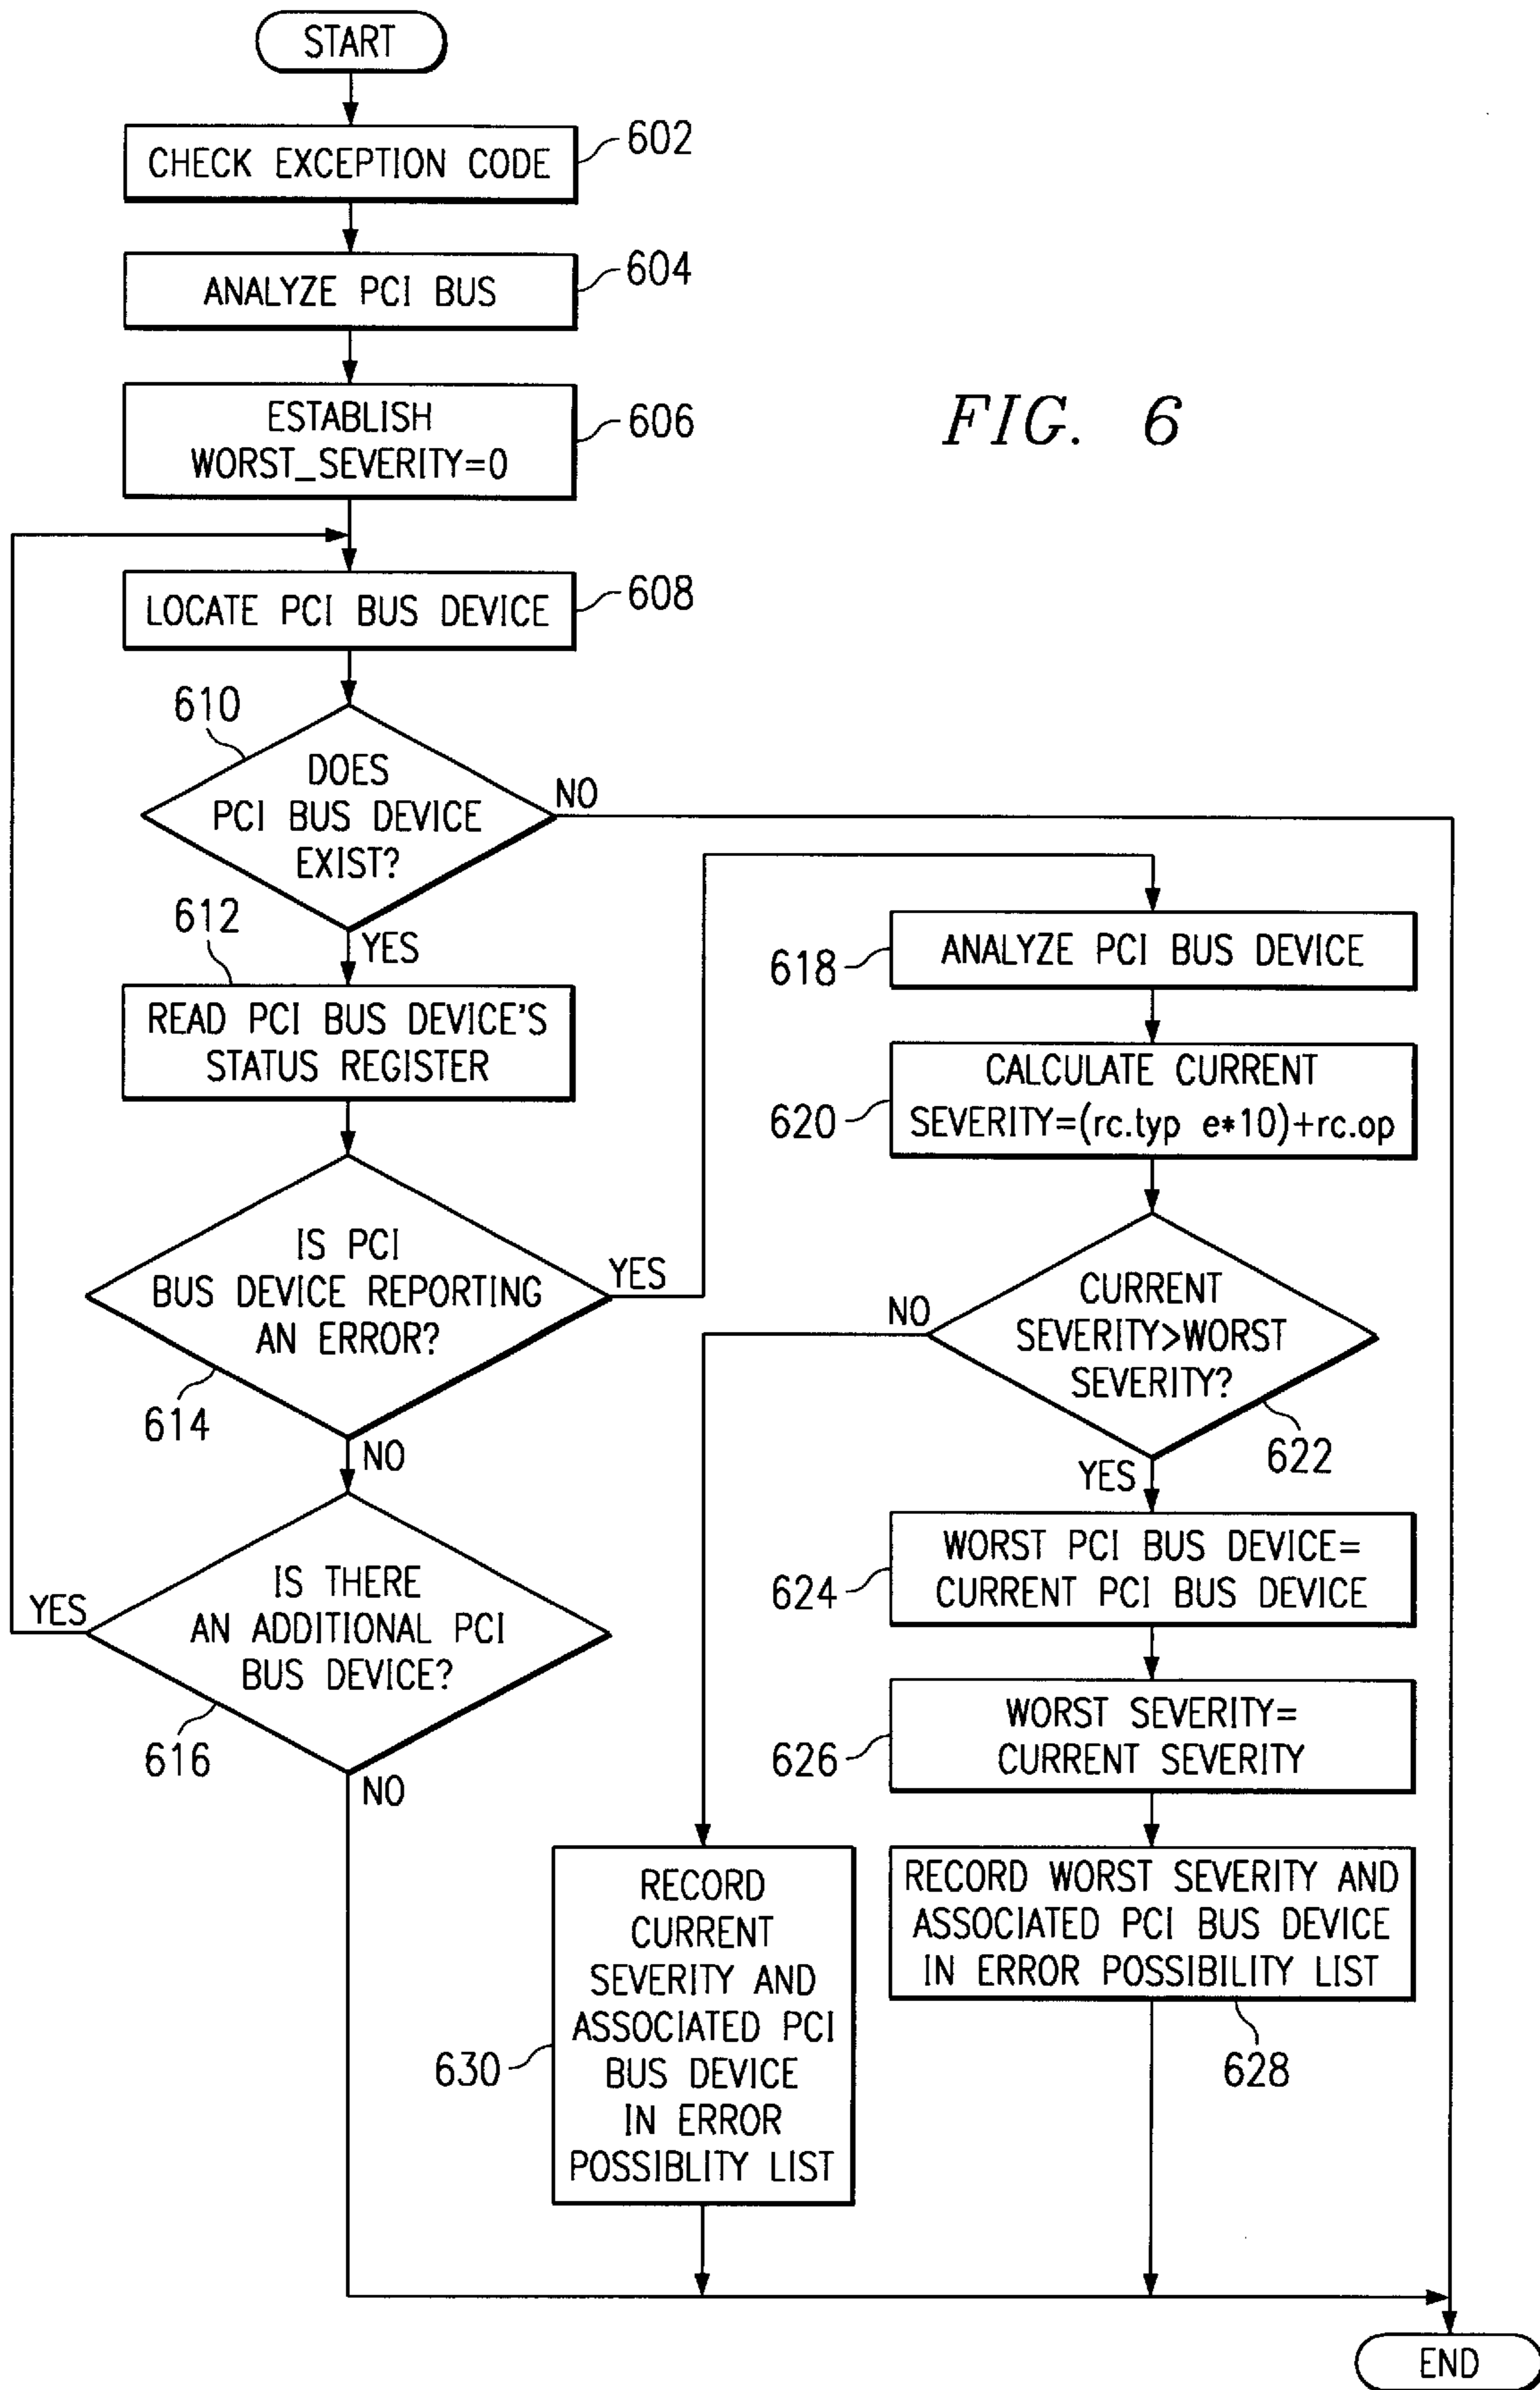 START
CHECK EXCEPTION CODE
602
ANALYZE PCI BUS
604
ESTABLISH
WORST_SEVERITY=0
606
FIG. 6
LOCATE PCI BUS DEVICE
608
610
DOES
PCI BUS DEVICE
EXIST?
NO
YES
612
READ PCI BUS DEVICE'S
STATUS REGISTER
IS PCI
BUS DEVICE REPORTING
AN ERROR?
YES
614
NO
IS THERE
AN ADDITIONAL PCI
BUS DEVICE?
YES
616
NO
618
ANALYZE PCI BUS DEVICE
620
CALCULATE CURRENT
SEVERITY=(rc.typ e*10)+rc.op
CURRENT
SEVERITY>WORST
SEVERITY?
NO
622
YES
624
WORST PCI BUS DEVICE=
CURRENT PCI BUS DEVICE
626
WORST SEVERITY=
CURRENT SEVERITY
RECORD WORST SEVERITY AND
ASSOCIATED PCI BUS DEVICE
IN ERROR POSSIBILITY LIST
628
630
RECORD
CURRENT
SEVERITY AND
ASSOCIATED PCI
BUS DEVICE
IN ERROR
POSSIBLITY LIST
END